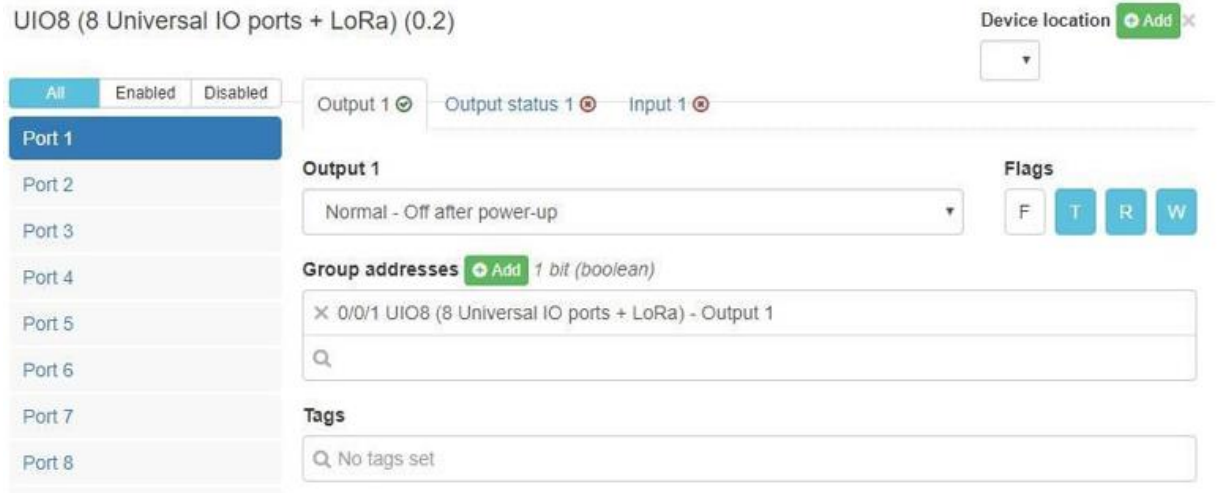 UIO8 (8 Universal IO ports + LoRa) (0.2)
Device location Add
All Enabled Disabled
Output 1 Output status 1 Input 1
Port 1
Port 2
Port 3
Port 4
Port 5
Port 6
Port 7
Port 8
Output 1
Flags
Normal - Off after power-up
F T R W
Group addresses Add 1 bit (boolean)
× 0/0/1 UIO8 (8 Universal IO ports + LoRa) - Output 1
Tags
No tags set